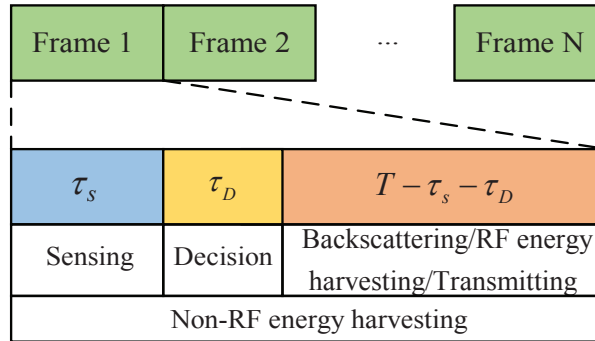 Frame 1 Frame 2 ... Frame N
τ_s τ_D T − τ_s − τ_D
Sensing Decision Backscattering/RF energy
harvesting/Transmitting
Non-RF energy harvesting